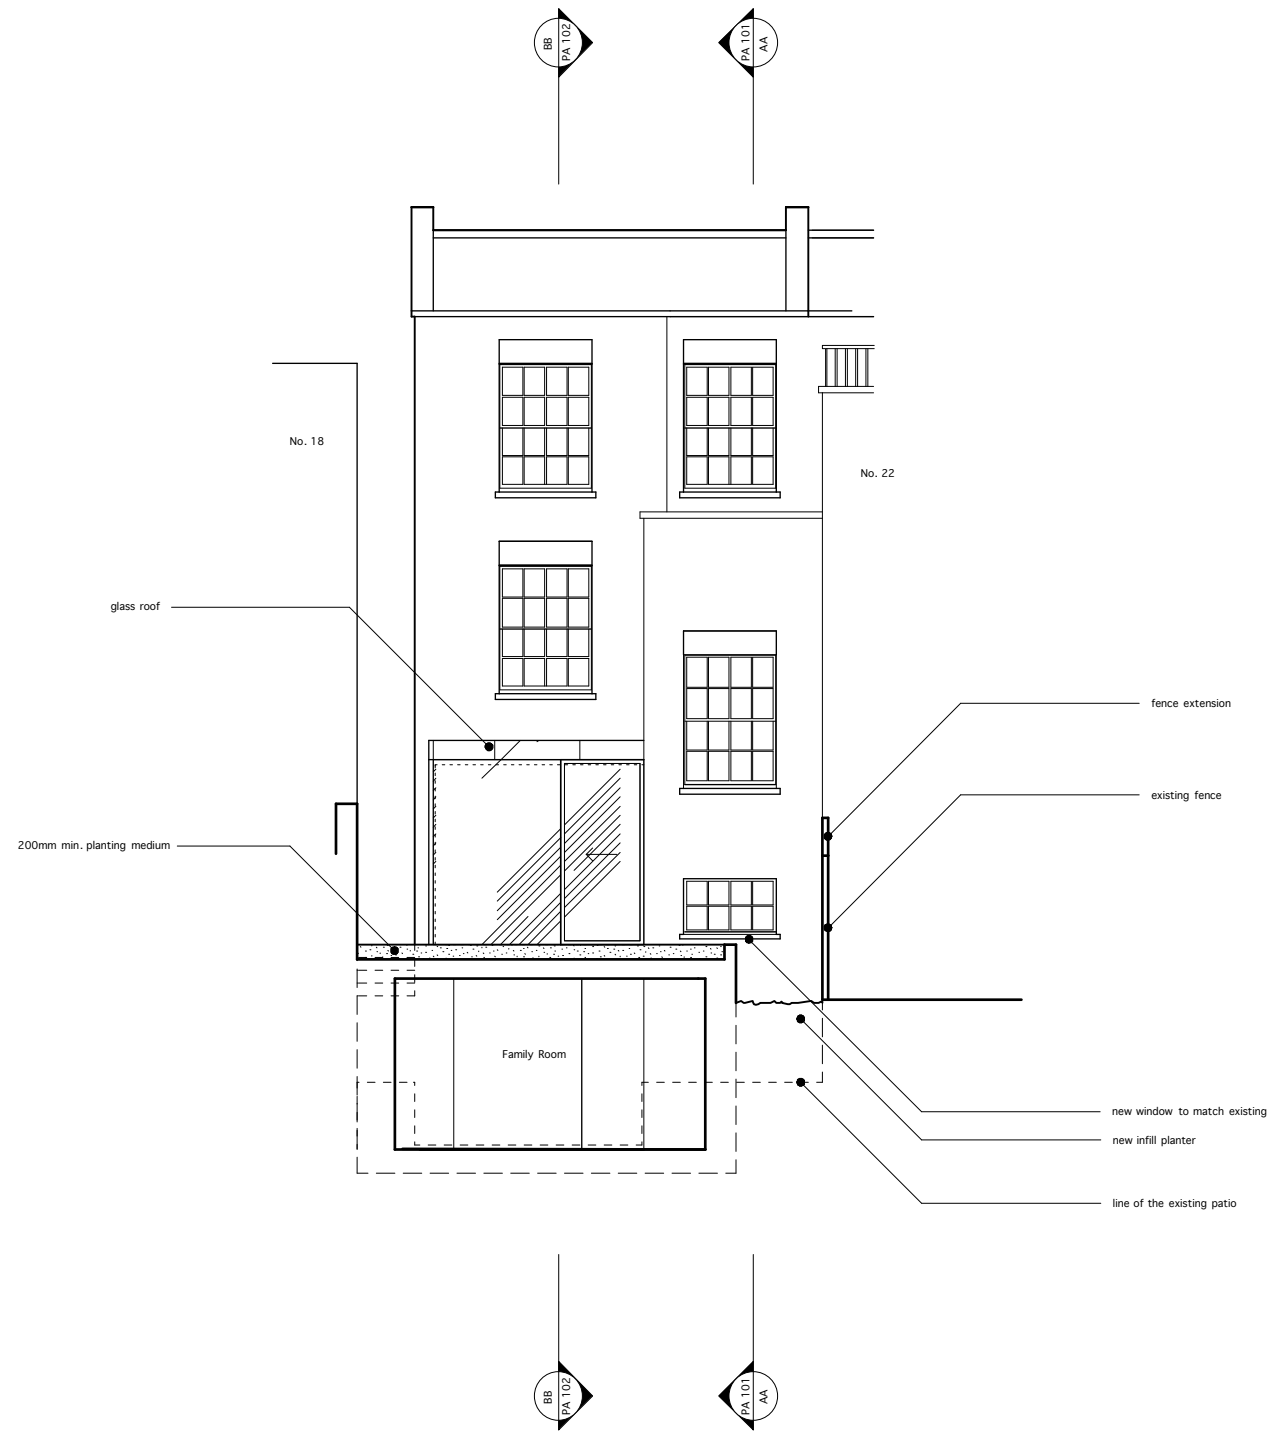 BB
PA 102
PA 101
AA
No. 18
No. 22
glass roof
fence extension
existing fence
200mm min. planting medium
Family Room
new window to match existing
new infill planter
line of the existing patio
BB
PA 102
PA 101
AA